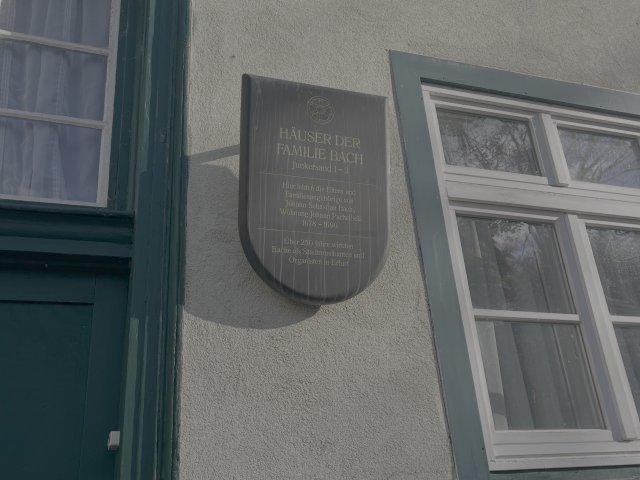 HÄUSER DER
FAMILIE BACH
Junkersand 1 - 3
Hier lebten die Eltern und
Familienangehörige von
Johann Sebastian Bach.
Wohnung Johann Pachelbels
1678 - 1690
Über 250 Jahre wirkten
Bache als Stadtmusikanten und
Organisten in Erfurt